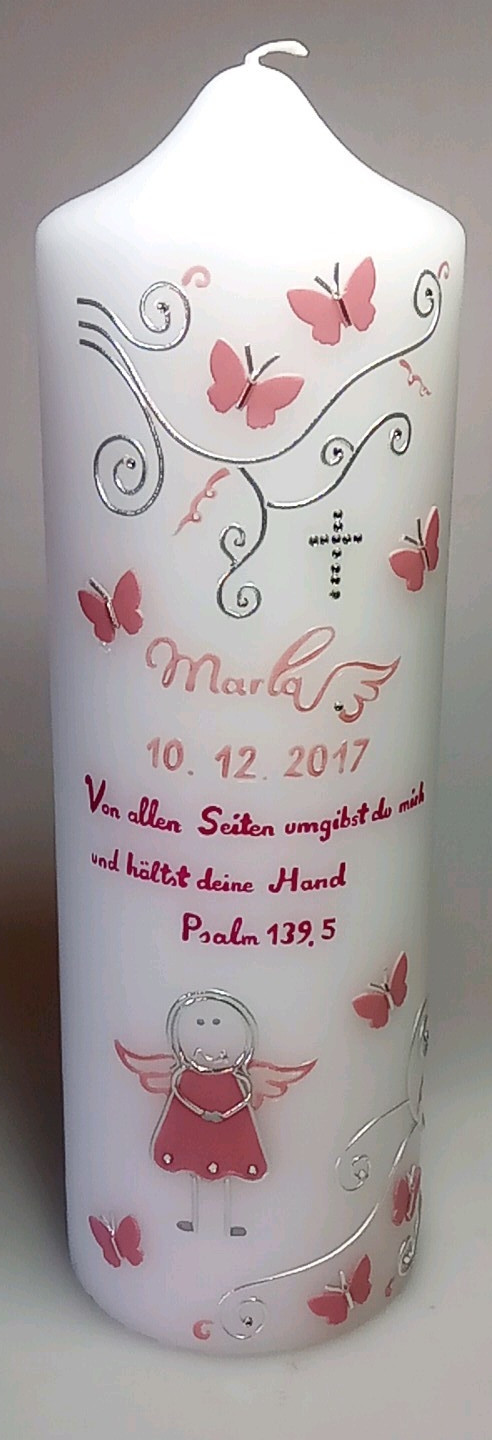 Marla
10. 12. 2017
Von allen Seiten umgibst du mich
und hältst deine Hand
Psalm 139,5